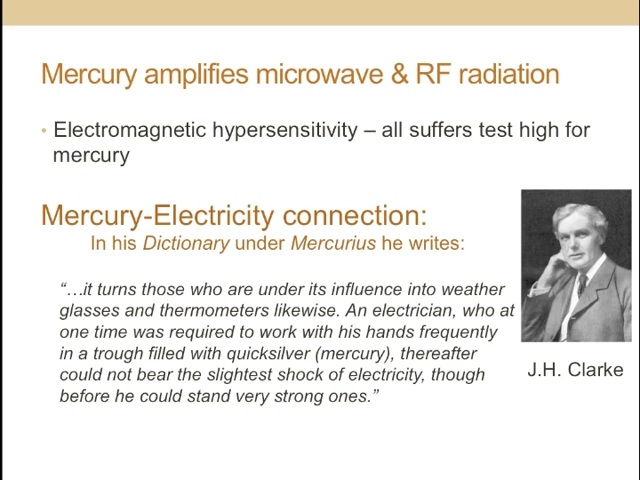 Mercury amplifies microwave & RF radiation
• Electromagnetic hypersensitivity – all suffers test high for
mercury
Mercury-Electricity connection:
In his Dictionary under Mercurius he writes:
“…it turns those who are under its influence into weather
glasses and thermometers likewise. An electrician, who at
one time was required to work with his hands frequently
in a trough filled with quicksilver (mercury), thereafter
could not bear the slightest shock of electricity, though
before he could stand very strong ones.”
J.H. Clarke